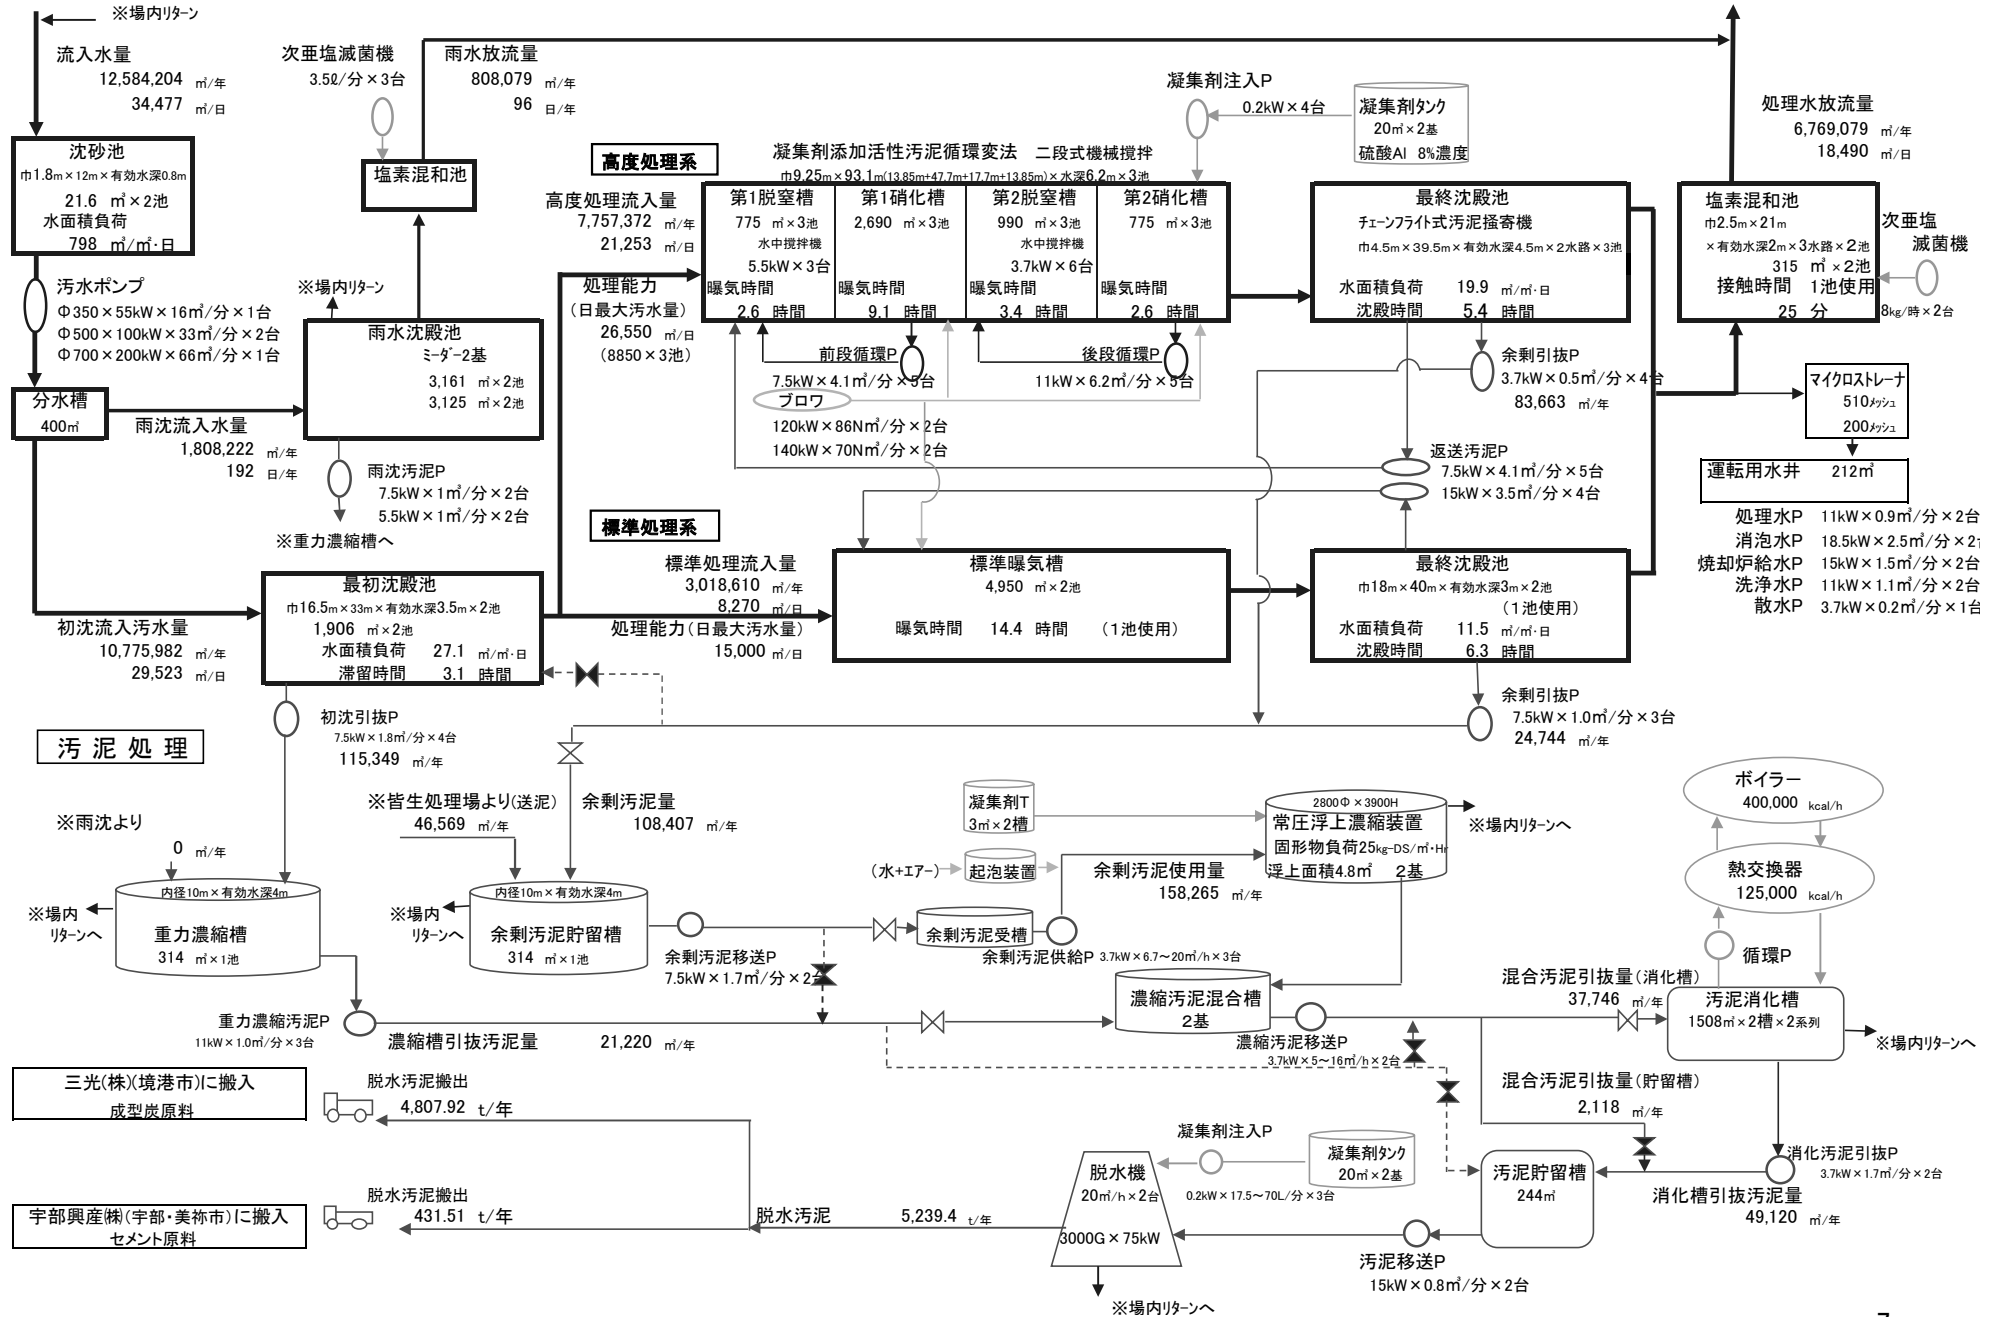 ※場内ﾘﾀｰﾝ
流入水量
12,584,204 ㎥/年
34,477 ㎥/日
沈砂池
巾1.8m×12m×有効水深0.8m
21.6 ㎥×2池
水面積負荷
798 ㎥/㎡･日
汚水ポンプ
Φ350×55kW×16㎥/分×1台
Φ500×100kW×33㎥/分×2台
Φ700×200kW×66㎥/分×1台
分水槽
400㎥
雨沈流入水量
1,808,222 ㎥/年
192 日/年
次亜塩滅菌機
3.5ℓ/分×3台
塩素混和池
雨水放流量
808,079 ㎥/年
96 日/年
※場内ﾘﾀｰﾝ
雨水沈殿池
ﾐｰﾀﾞｰ2基
3,161 ㎥×2池
3,125 ㎥×2池
雨沈汚泥P
7.5kW×1㎥/分×2台
5.5kW×1㎥/分×2台
※重力濃縮槽へ
初沈流入汚水量
10,775,982 ㎥/年
29,523 ㎥/日
最初沈殿池
巾16.5m×33m×有効水深3.5m×2池
1,906 ㎥×2池
水面積負荷 27.1 ㎥/㎡･日
滞留時間 3.1 時間
高度処理系
凝集剤添加活性汚泥循環変法 二段式機械撹拌
巾9.25m×93.1m(13.85m+47.7m+17.7m+13.85m)×水深6.2m×3池
高度処理流入量
7,757,372 ㎥/年
21,253 ㎥/日
処理能力
(日最大汚水量)
26,550 ㎥/日
(8850×3池)
第1脱窒槽
775 ㎥×3池
水中撹拌機
5.5kW×3台
曝気時間
2.6 時間
第1硝化槽
2,690 ㎥×3池
曝気時間
9.1 時間
第2脱窒槽
990 ㎥×3池
水中撹拌機
3.7kW×6台
曝気時間
3.4 時間
第2硝化槽
775 ㎥×3池
曝気時間
2.6 時間
凝集剤注入P
0.2kW×4台
凝集剤ﾀﾝｸ
20㎥×2基
硫酸Al 8%濃度
前段循環P
7.5kW×4.1㎥/分×5台
後段循環P
11kW×6.2㎥/分×5台
ブロワ
120kW×86N㎥/分×2台
140kW×70N㎥/分×2台
最終沈殿池
ﾁｪｰﾝﾌﾗｲﾄ式汚泥掻寄機
巾4.5m×39.5m×有効水深4.5m×2水路×3池
水面積負荷 19.9 ㎥/㎡･日
沈殿時間 5.4 時間
余剰引抜P
3.7kW×0.5㎥/分×4台
83,663 ㎥/年
返送汚泥P
7.5kW×4.1㎥/分×5台
15kW×3.5㎥/分×4台
処理水放流量
6,769,079 ㎥/年
18,490 ㎥/日
塩素混和池
巾2.5m×21m
×有効水深2m×3水路×2池
315 ㎥×2池
接触時間 1池使用
25 分
次亜塩
滅菌機
8kg/時×2台
ﾏｲｸﾛｽﾄﾚｰﾅ
510ﾒｯｼｭ
200ﾒｯｼｭ
運転用水井 212㎥
処理水P 11kW×0.9㎥/分×2台
消泡水P 18.5kW×2.5㎥/分×2
焼却炉給水P 15kW×1.5㎥/分×2台
洗浄水P 11kW×1.1㎥/分×2台
散水P 3.7kW×0.2㎥/分×1台
標準処理系
標準処理流入量
3,018,610 ㎥/年
8,270 ㎥/日
処理能力(日最大汚水量)
15,000 ㎥/日
標準曝気槽
4,950 ㎥×2池
曝気時間 14.4 時間 (1池使用)
最終沈殿池
巾18m×40m×有効水深3m×2池
(1池使用)
水面積負荷 11.5 ㎥/㎡･日
沈殿時間 6.3 時間
余剰引抜P
7.5kW×1.0㎥/分×3台
24,744 ㎥/年
汚泥処理
初沈引抜P
7.5kW×1.8㎥/分×4台
115,349 ㎥/年
※雨沈より
0 ㎥/年
※場内
ﾘﾀｰﾝへ
内径10m×有効水深4m
重力濃縮槽
314 ㎥×1池
重力濃縮汚泥P
11kW×1.0㎥/分×3台
※皆生処理場より(送泥)
46,569 ㎥/年
余剰汚泥量
108,407 ㎥/年
※場内
ﾘﾀｰﾝへ
内径10m×有効水深4m
余剰汚泥貯留槽
314 ㎥×1池
余剰汚泥移送P
7.5kW×1.7㎥/分×2台
濃縮槽引抜汚泥量 21,220 ㎥/年
凝集剤T
3㎥×2槽
(水+ｴｱｰ)
起泡装置
余剰汚泥受槽
余剰汚泥供給P 3.7kW×6.7～20㎥/h×3台
余剰汚泥使用量
158,265 ㎥/年
2800Φ×3900H
常圧浮上濃縮装置
固形物負荷25kg-DS/㎡･Hr
浮上面積4.8㎡ 2基
※場内ﾘﾀｰﾝへ
濃縮汚泥混合槽
2基
濃縮汚泥移送P
3.7kW×5～16㎥/h×2台
ボイラー
400,000 kcal/h
熱交換器
125,000 kcal/h
循環P
混合汚泥引抜量(消化槽)
37,746 ㎥/年
汚泥消化槽
1508㎥×2槽×2系列
※場内ﾘﾀｰﾝへ
混合汚泥引抜量(貯留槽)
2,118 ㎥/年
消化汚泥引抜P
3.7kW×1.7㎥/分×2台
消化槽引抜汚泥量
49,120 ㎥/年
汚泥貯留槽
244㎥
汚泥移送P
15kW×0.8㎥/分×2台
凝集剤注入P
0.2kW×17.5～70L/分×3台
凝集剤ﾀﾝｸ
20㎥×2基
脱水機
20㎥/h×2台
3000G×75kW
※場内ﾘﾀｰﾝへ
脱水汚泥 5,239.4 t/年
三光(株)(境港市)に搬入
成型炭原料
脱水汚泥搬出
4,807.92 t/年
宇部興産㈱(宇部・美祢市)に搬入
セメント原料
脱水汚泥搬出
431.51 t/年